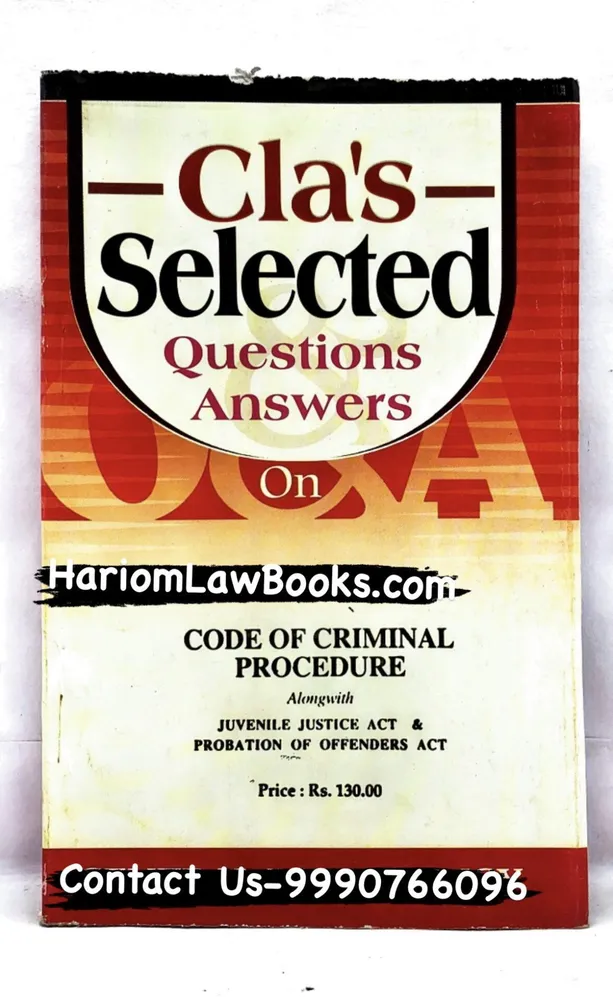 Cla's
Selected
Questions
Answers
Q&A
On
HariomLawBooks.com
CODE OF CRIMINAL
PROCEDURE
Alongwith
JUVENILE JUSTICE ACT &
PROBATION OF OFFENDERS ACT
Price : Rs. 130.00
Contact Us-9990766096